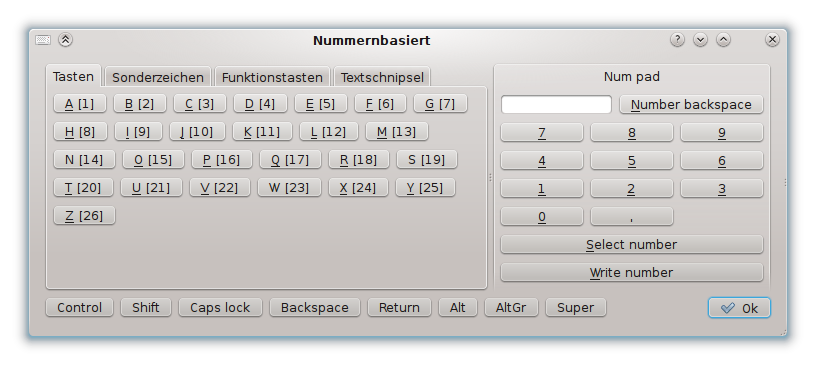 Nummernbasiert
Tasten Sonderzeichen Funktionstasten Textschnipsel
A [1] B [2] C [3] D [4] E [5] F [6] G [7]
H [8] I [9] J [10] K [11] L [12] M [13]
N [14] O [15] P [16] Q [17] R [18] S [19]
T [20] U [21] V [22] W [23] X [24] Y [25]
Z [26]
Num pad
Number backspace
7 8 9
4 5 6
1 2 3
0 ,
Select number
Write number
Control Shift Caps lock Backspace Return Alt AltGr Super Ok